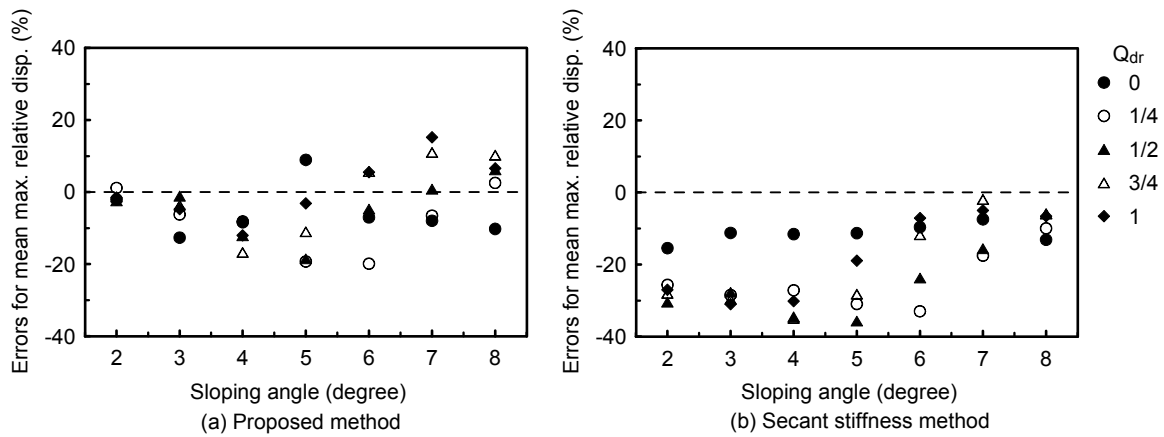 Errors for mean max. relative disp. (%)
40
20
0
-20
-40
2 3 4 5 6 7 8
Sloping angle (degree)
(a) Proposed method
Errors for mean max. relative disp. (%)
40
20
0
-20
-40
2 3 4 5 6 7 8
Sloping angle (degree)
(b) Secant stiffness method
Qdr
0
1/4
1/2
3/4
1